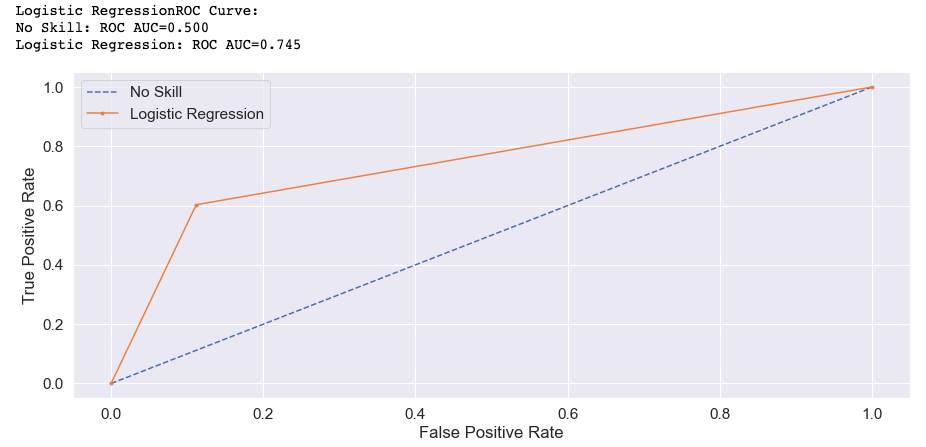 Logistic RegressionROC Curve:
No Skill: ROC AUC=0.500
Logistic Regression: ROC AUC=0.745
No Skill
Logistic Regression
True Positive Rate
1.0
0.8
0.6
0.4
0.2
0.0
0.0 0.2 0.4 0.6 0.8 1.0
False Positive Rate